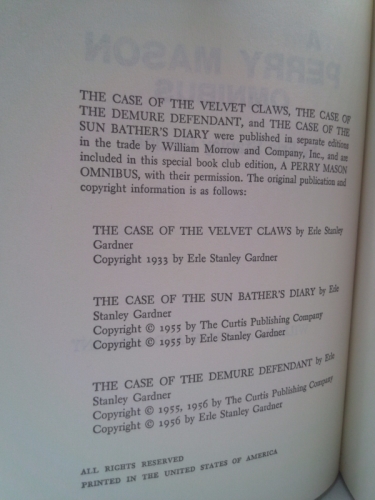 THE CASE OF THE VELVET CLAWS, THE CASE OF
THE DEMURE DEFENDANT, and THE CASE OF THE
SUN BATHER'S DIARY were published in separate editions
in the trade by William Morrow and Company, Inc., and are
included in this special book club edition, A PERRY MASON
OMNIBUS, with their permission. The original publication and
copyright information is as follows:
THE CASE OF THE VELVET CLAWS by Erle Stanley
Gardner
Copyright 1933 by Erle Stanley Gardner
THE CASE OF THE SUN BATHER'S DIARY by Erle
Stanley Gardner
Copyright © 1955 by The Curtis Publishing Company
Copyright © 1955 by Erle Stanley Gardner
THE CASE OF THE DEMURE DEFENDANT by Erle
Stanley Gardner
Copyright © 1955, 1956 by The Curtis Publishing Company
Copyright © 1956 by Erle Stanley Gardner
ALL RIGHTS RESERVED
PRINTED IN THE UNITED STATES OF AMERICA